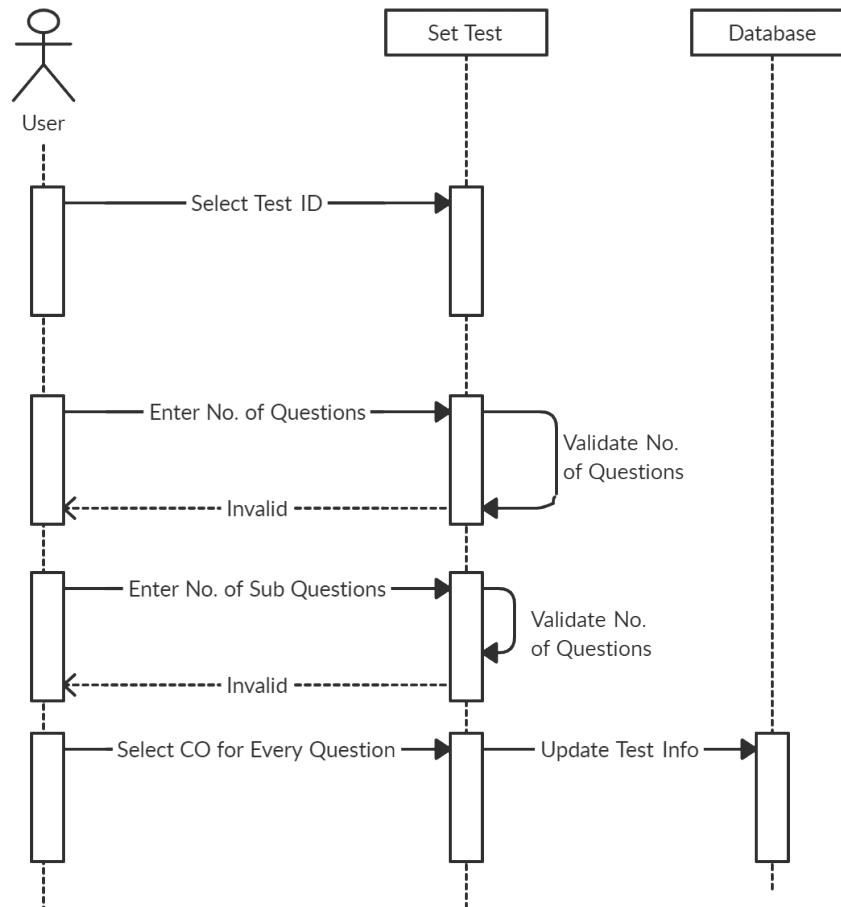 Set Test
Database
User
Select Test ID
Enter No. of Questions
Validate No.
of Questions
Invalid
Enter No. of Sub Questions
Validate No.
of Questions
Invalid
Select CO for Every Question
Update Test Info